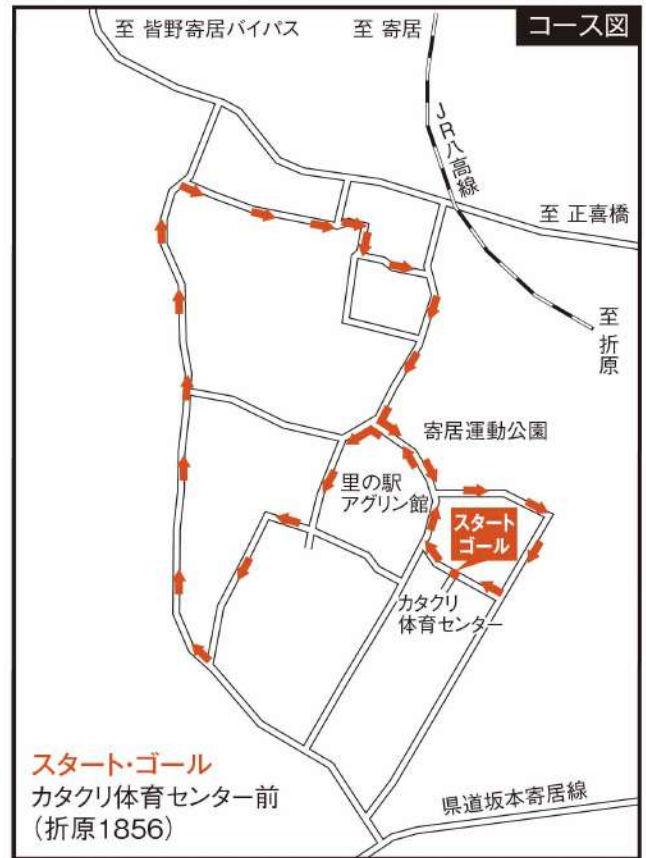 コース図
至 皆野寄居バイパス
至 寄居
JR八高線
至 正喜橋
至 折原
寄居運動公園
里の駅
アグリン館
スタート
ゴール
カタクリ
体育センター
スタート・ゴール
カタクリ体育センター前
(折原1856)
県道坂本寄居線